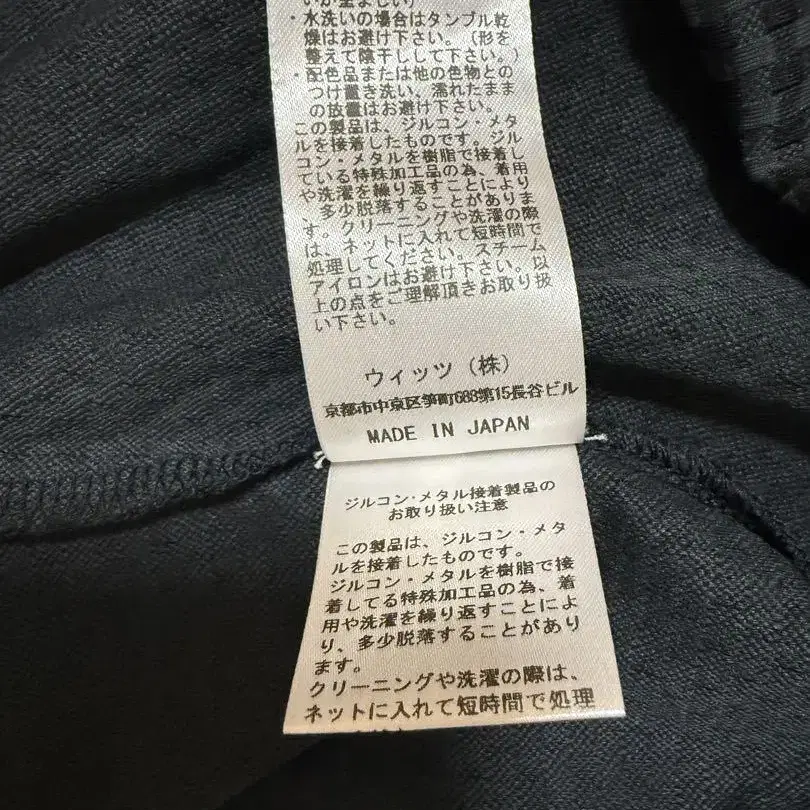 ・水洗いの場合はタンブル乾
燥はお避け下さい。(形を
整えて陰干しして下さい。)
・配色品または他の色物との
つけ置き洗い、濡れたまま
の放置はお避け下さい。
この製品は、ジルコン・メタ
ルを接着したものです。ジル
コン・メタルを樹脂で接着し
ている特殊加工品の為、着用
や洗濯を繰り返すことにより
、多少脱落することがありま
す。クリーニングや洗濯の際
は、ネットに入れて短時間で
処理してください。スチーム
アイロンはお避け下さい。以
上の点をご理解頂きお取り扱
い下さい。
ウィッツ(株)
京都市中京区笋町688第15長谷ビル
MADE IN JAPAN
ジルコン・メタル接着製品の
お取り扱い注意
この製品は、ジルコン・メタ
ルを接着したものです。
ジルコン・メタルを樹脂で接
着してる特殊加工品の為、着
用や洗濯を繰り返すことによ
り、多少脱落することがあり
ます。
クリーニングや洗濯の際は、
ネットに入れて短時間で処理